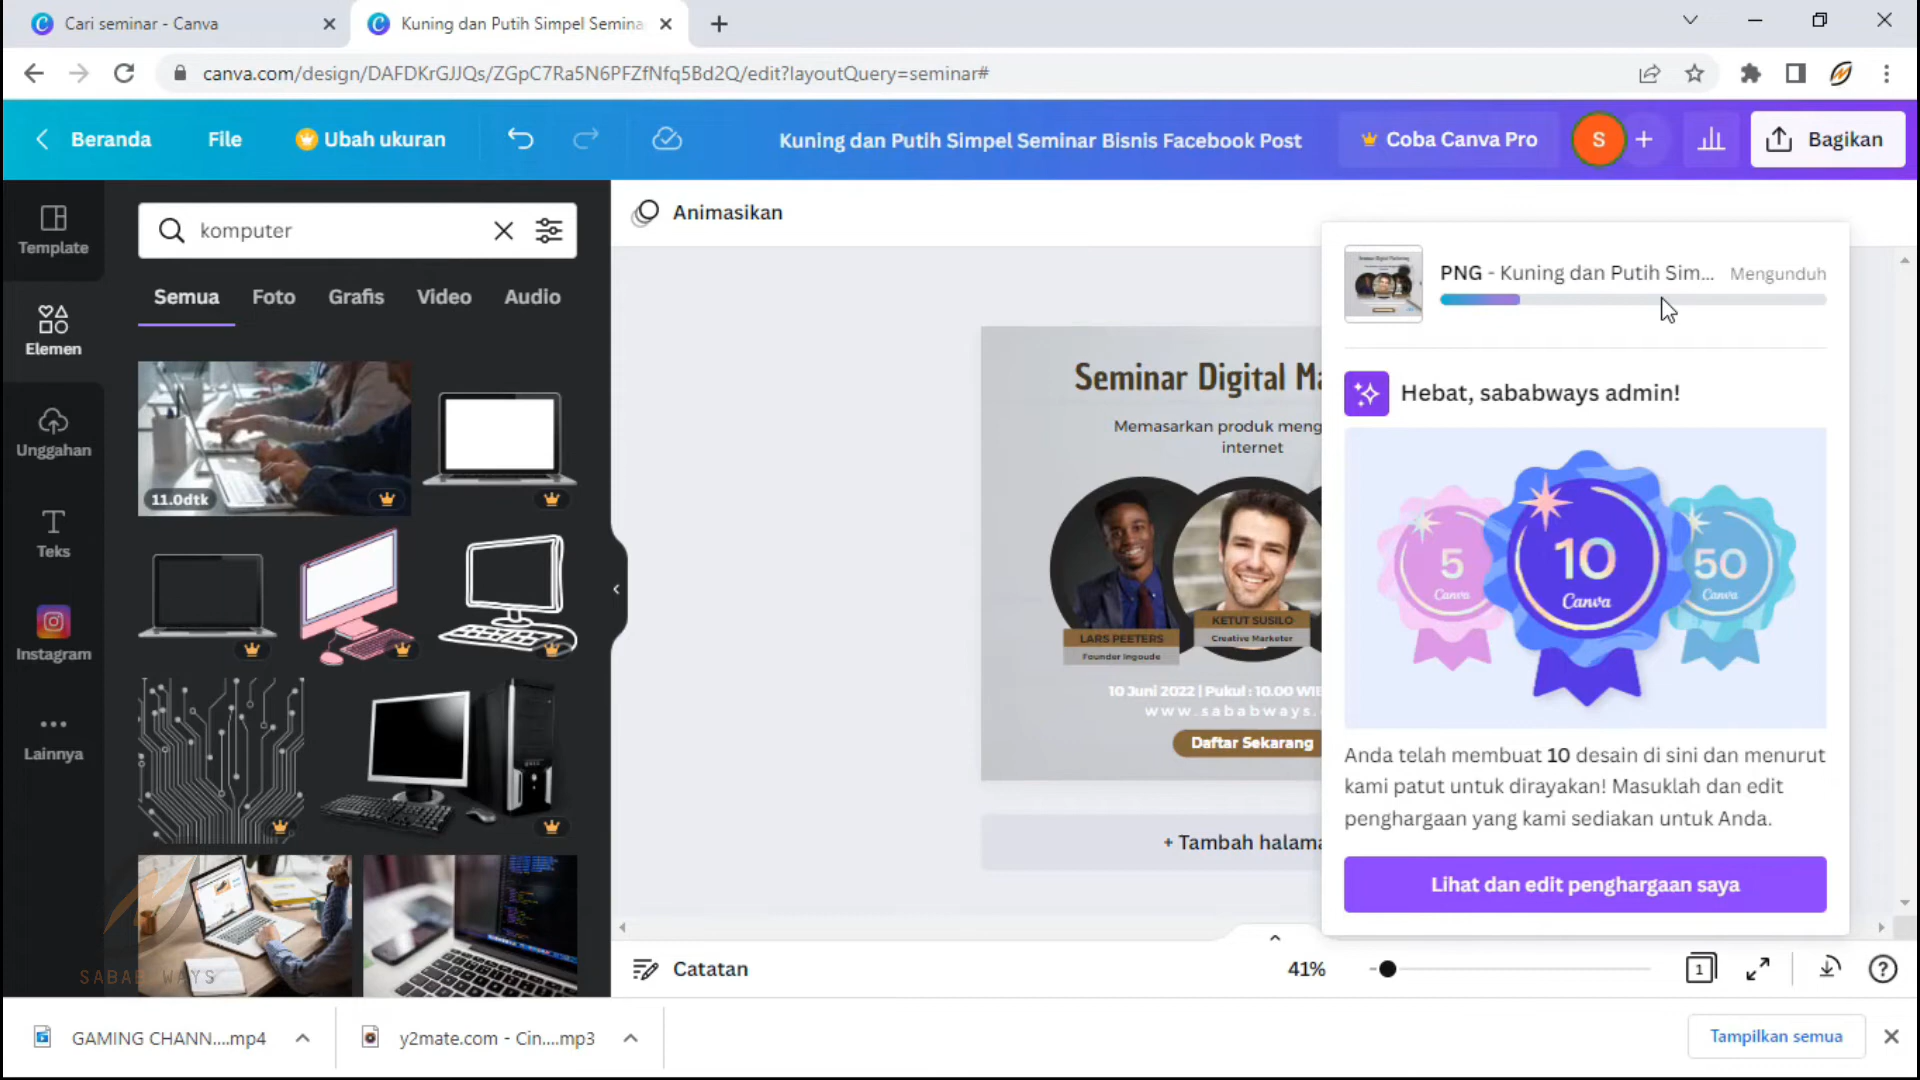 Cari seminar - Canva
Kuning dan Putih Simpel Semina
canva.com/design/DAFDKrGJJQs/ZGpC7Ra5N6PFZfNfq5Bd2Q/edit?layoutQuery=seminar#
Beranda
File
Ubah ukuran
Kuning dan Putih Simpel Seminar Bisnis Facebook Post
Coba Canva Pro
S
Bagikan
Template
Elemen
Unggahan
Teks
Instagram
Lainnya
komputer
Semua
Foto
Grafis
Video
Audio
11.0dtk
SABAB WAYS
Animasikan
Seminar Digital Ma
Memasarkan produk meng
internet
LARS PEETERS
Founder Ingoude
KETUT SUSILO
Creative Marketer
10 Juni 2022 | Pukul : 10.00 WIB
www.sababways.
Daftar Sekarang
+ Tambah halama
PNG - Kuning dan Putih Sim...
Mengunduh
Hebat, sababways admin!
5
Canva
10
Canva
50
Canva
Anda telah membuat 10 desain di sini dan menurut
kami patut untuk dirayakan! Masuklah dan edit
penghargaan yang kami sediakan untuk Anda.
Lihat dan edit penghargaan saya
Catatan
41%
1
GAMING CHANN....mp4
y2mate.com - Cin....mp3
Tampilkan semua